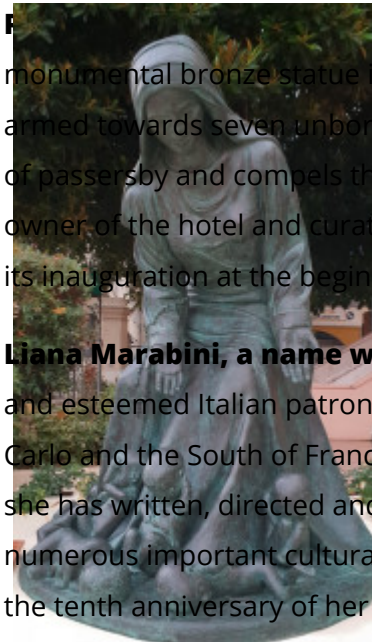 monumental bronze statue
armed towards seven unbor
of passersby and compels th
owner of the hotel and curat
its inauguration at the begin
Liana Marabini, a name w
and esteemed Italian patron
Carlo and the South of Franc
she has written, directed and
numerous important cultura
the tenth anniversary of her